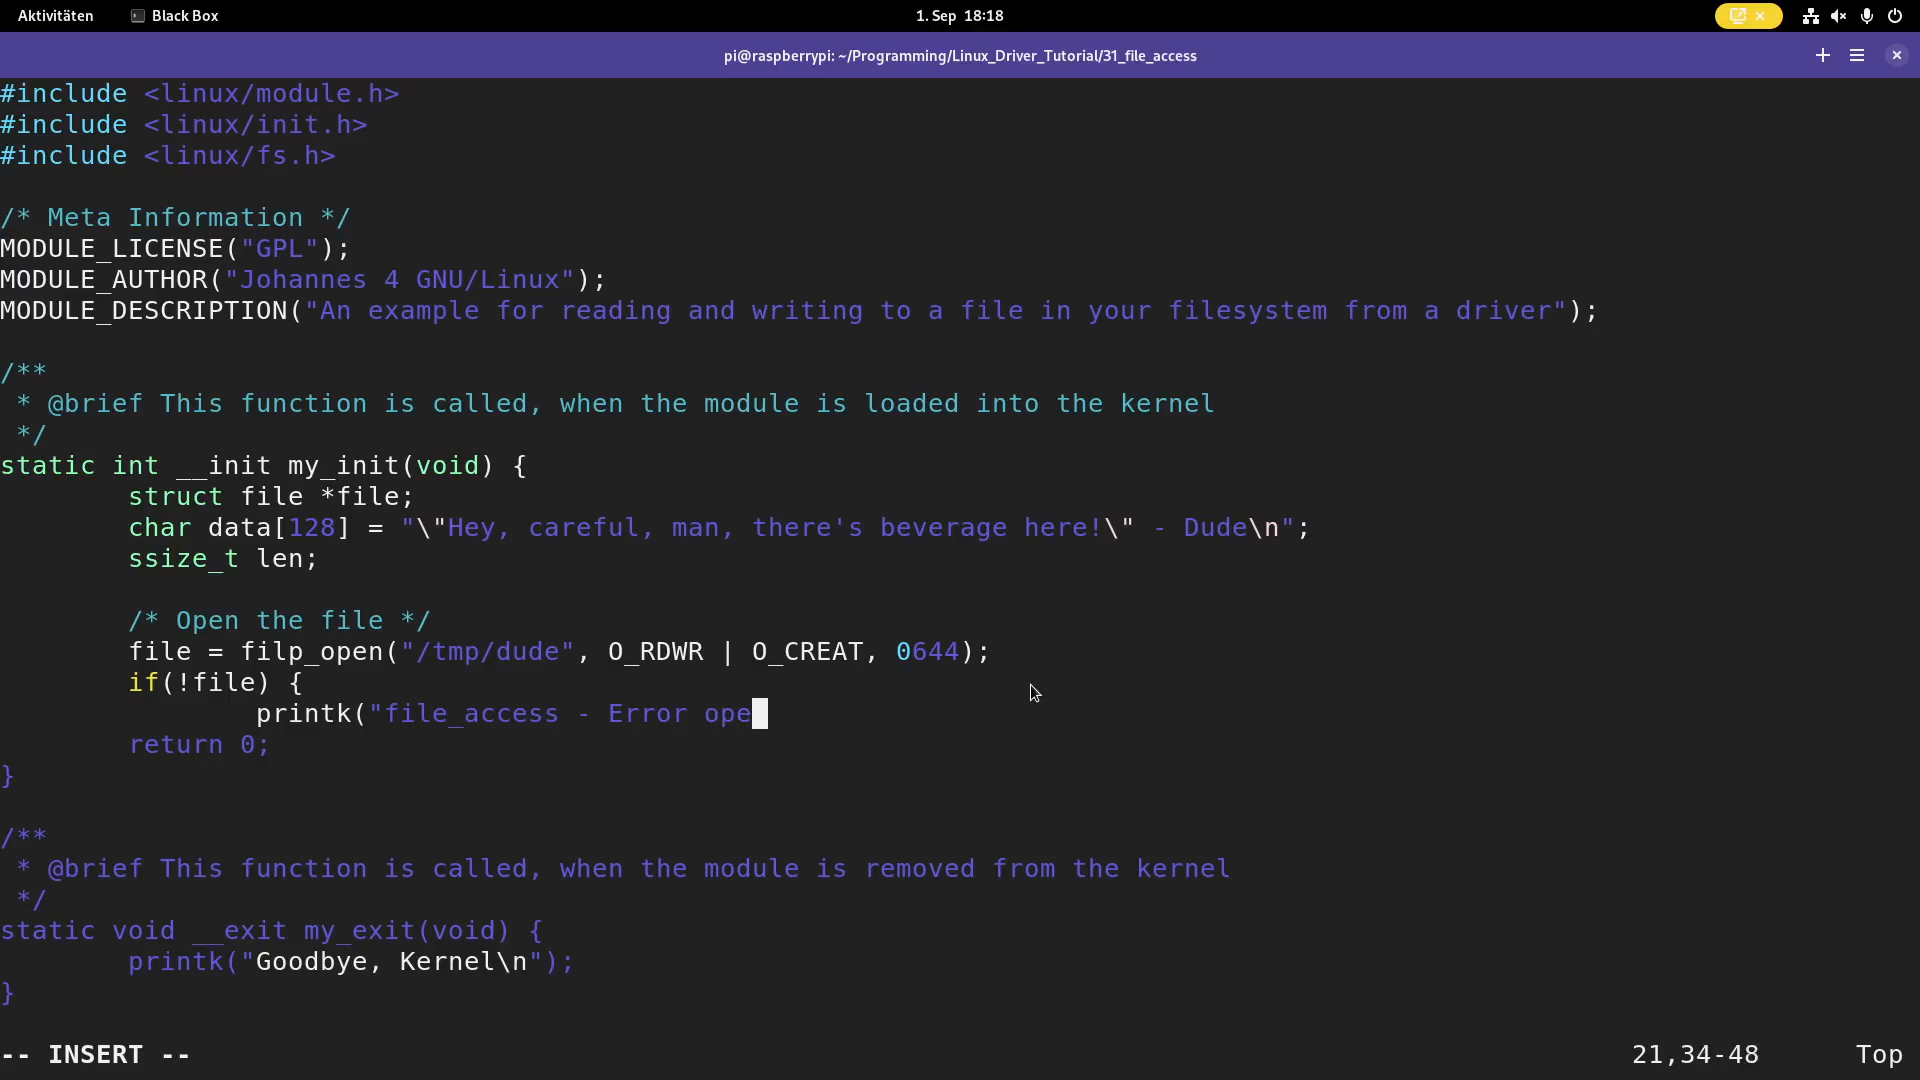 Aktivitäten
Black Box
1. Sep 18:18
pi@raspberrypi: ~/Programming/Linux_Driver_Tutorial/31_file_access
#include <linux/module.h>
#include <linux/init.h>
#include <linux/fs.h>
/* Meta Information */
MODULE_LICENSE("GPL");
MODULE_AUTHOR("Johannes 4 GNU/Linux");
MODULE_DESCRIPTION("An example for reading and writing to a file in your filesystem from a driver");
/**
 * @brief This function is called, when the module is loaded into the kernel
 */
static int __init my_init(void) {
        struct file *file;
        char data[128] = "\"Hey, careful, man, there's beverage here!\" - Dude\n";
        ssize_t len;
        /* Open the file */
        file = filp_open("/tmp/dude", O_RDWR | O_CREAT, 0644);
        if(!file) {
                printk("file_access - Error ope
        return 0;
}
/**
 * @brief This function is called, when the module is removed from the kernel
 */
static void __exit my_exit(void) {
        printk("Goodbye, Kernel\n");
}
-- INSERT --
21,34-48
Top